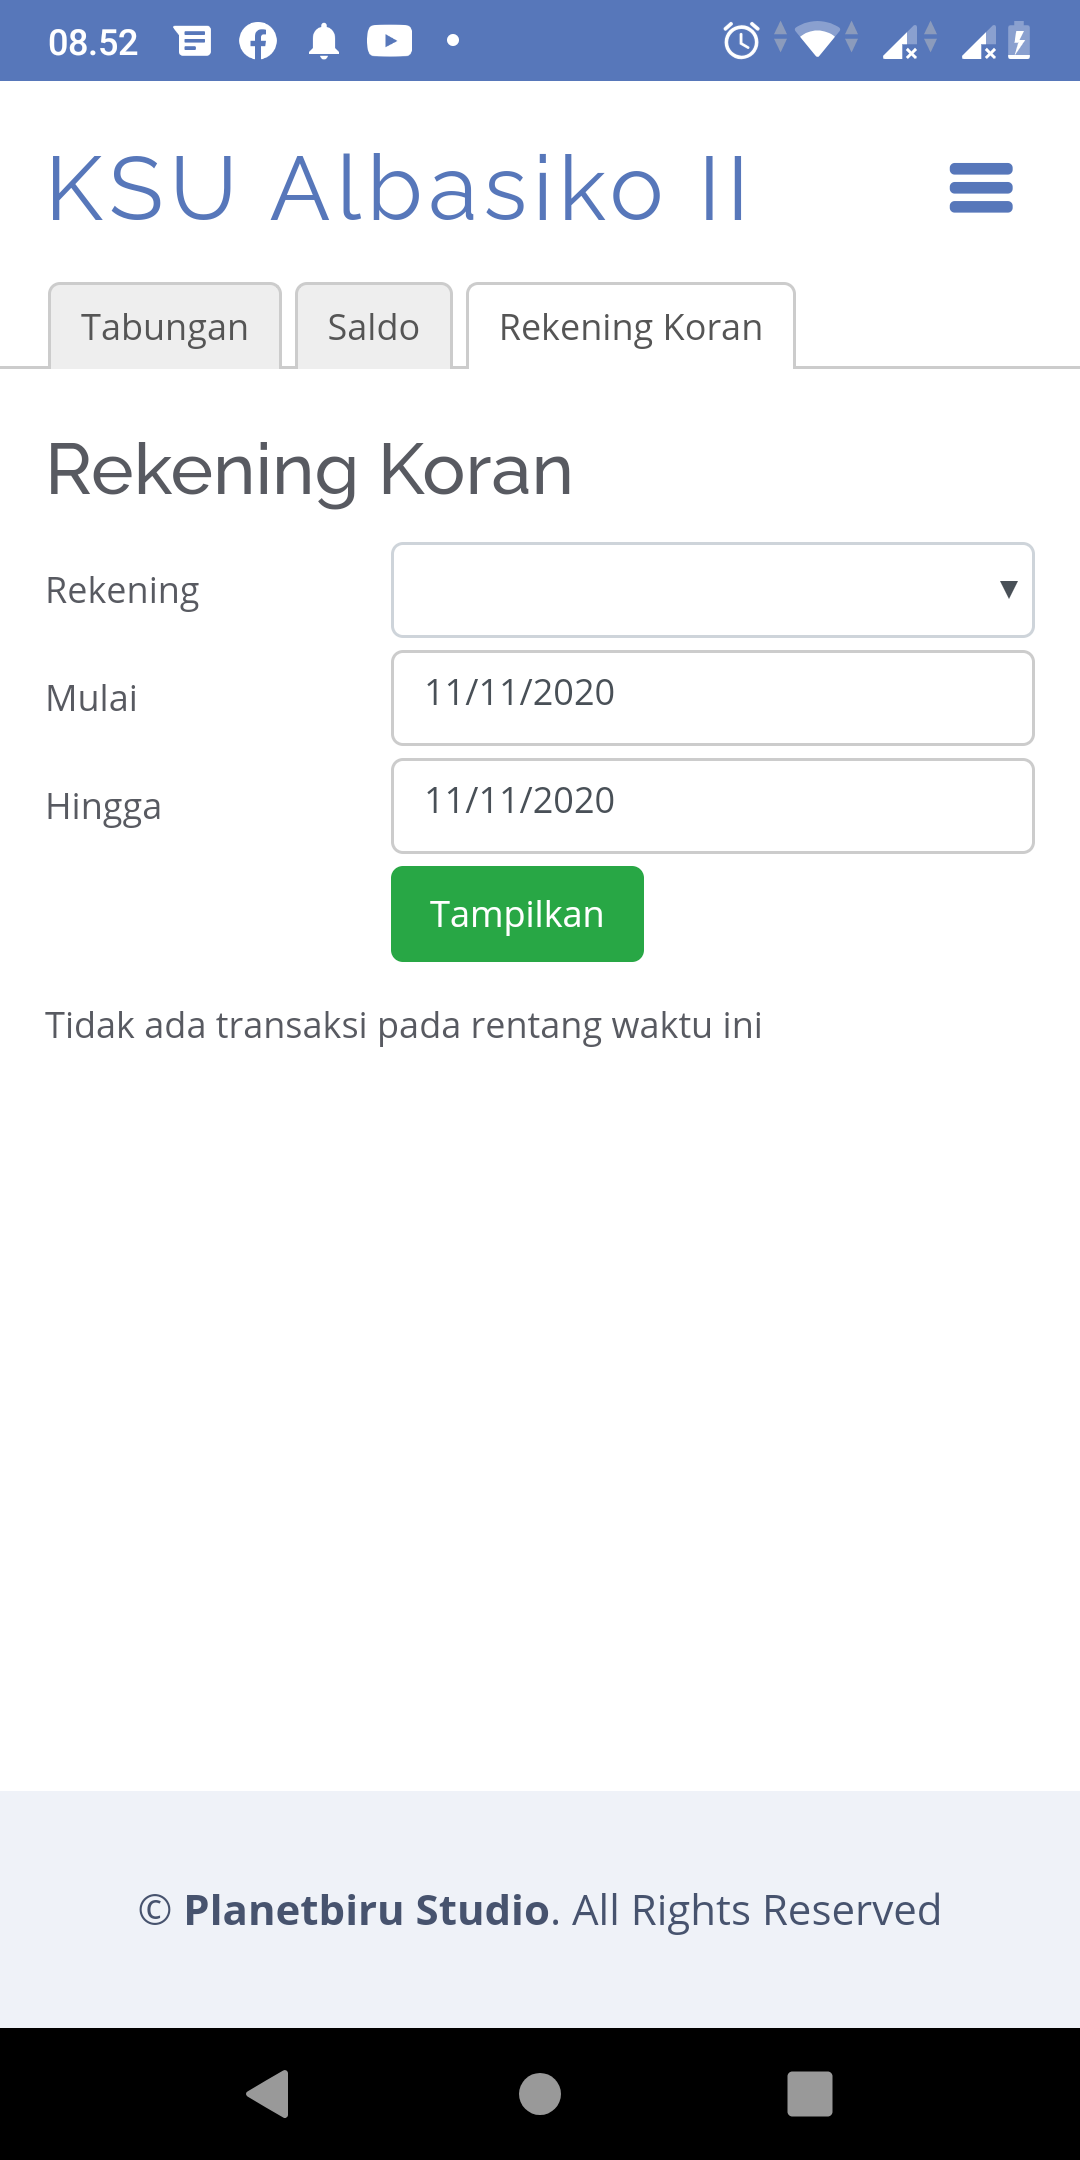 08.52
KSU Albasiko II
Tabungan Saldo Rekening Koran
Rekening Koran
Rekening
Mulai 11/11/2020
Hingga 11/11/2020
Tampilkan
Tidak ada transaksi pada rentang waktu ini
© Planetbiru Studio. All Rights Reserved